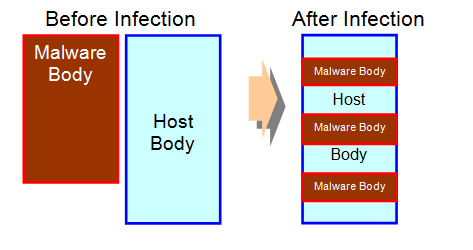 Before Infection
After Infection
Malware
Body
Host
Body
Malware Body
Host
Malware Body
Body
Malware Body